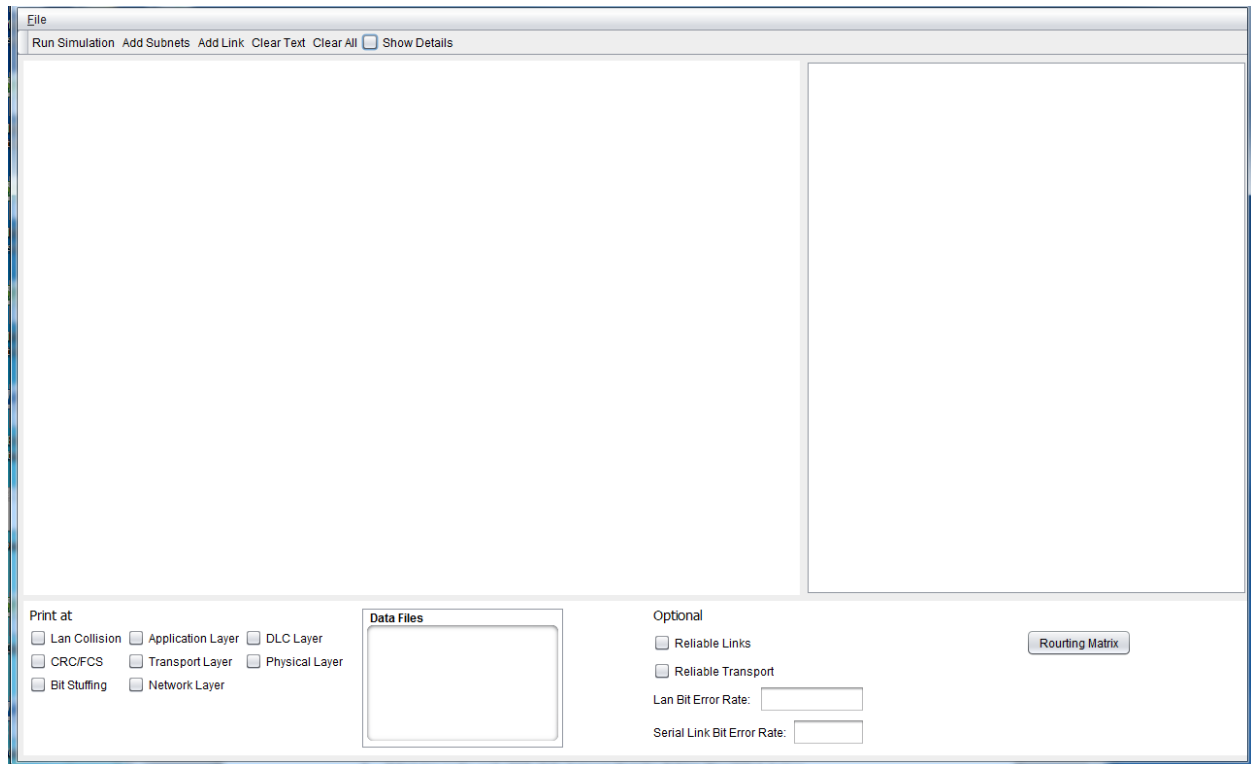 File
Run Simulation Add Subnets Add Link Clear Text Clear All Show Details
Print at
Lan Collision Application Layer DLC Layer
CRC/FCS Transport Layer Physical Layer
Bit Stuffing Network Layer
Data Files
Optional
Reliable Links
Reliable Transport
Lan Bit Error Rate:
Serial Link Bit Error Rate:
Rourting Matrix